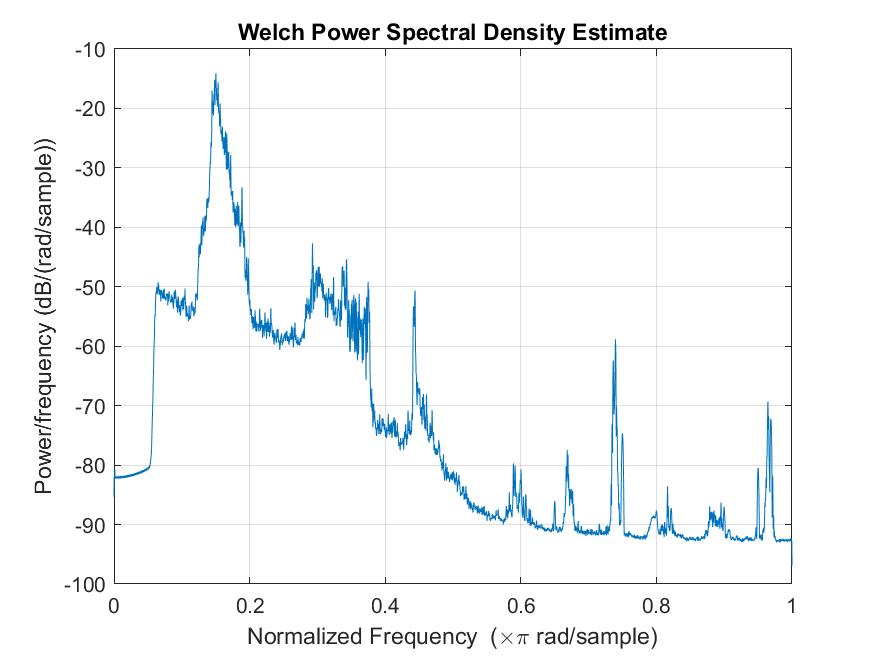 Welch Power Spectral Density Estimate
-10
-20
-30
-40
-50
-60
-70
-80
-90
-100
Power/frequency (dB/(rad/sample))
0 0.2 0.4 0.6 0.8 1
Normalized Frequency (×π rad/sample)